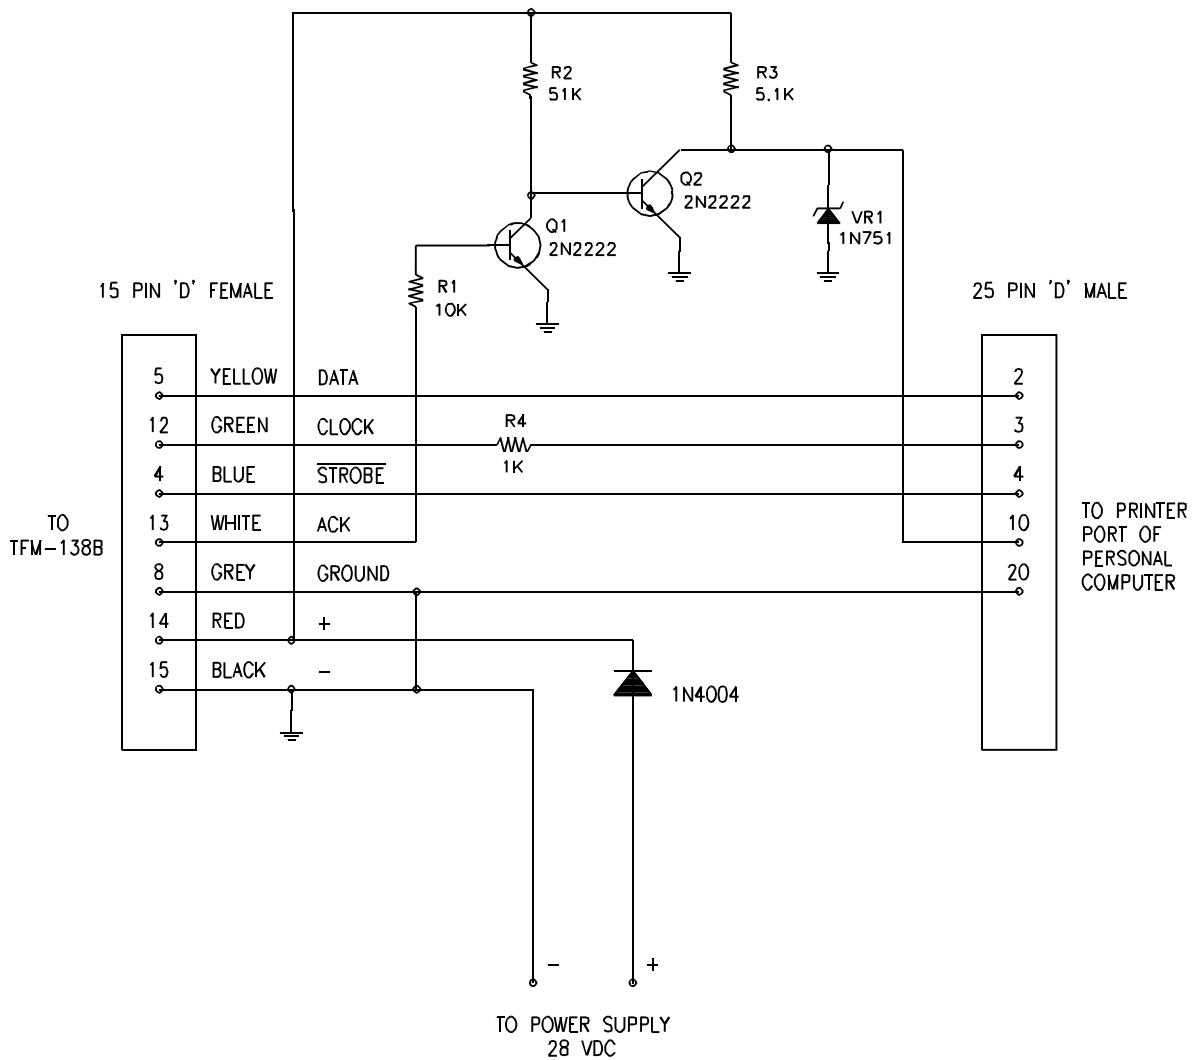 R2
51K
R3
5.1K
Q2
2N2222
Q1
2N2222
VR1
1N751
R1
10K
15 PIN 'D' FEMALE
25 PIN 'D' MALE
5 YELLOW DATA 2
12 GREEN CLOCK 3
R4
1K
4 BLUE STROBE 4
13 WHITE ACK 10
8 GREY GROUND 20
14 RED +
15 BLACK -
TO
TFM-138B
TO PRINTER
PORT OF
PERSONAL
COMPUTER
1N4004
- +
TO POWER SUPPLY
28 VDC